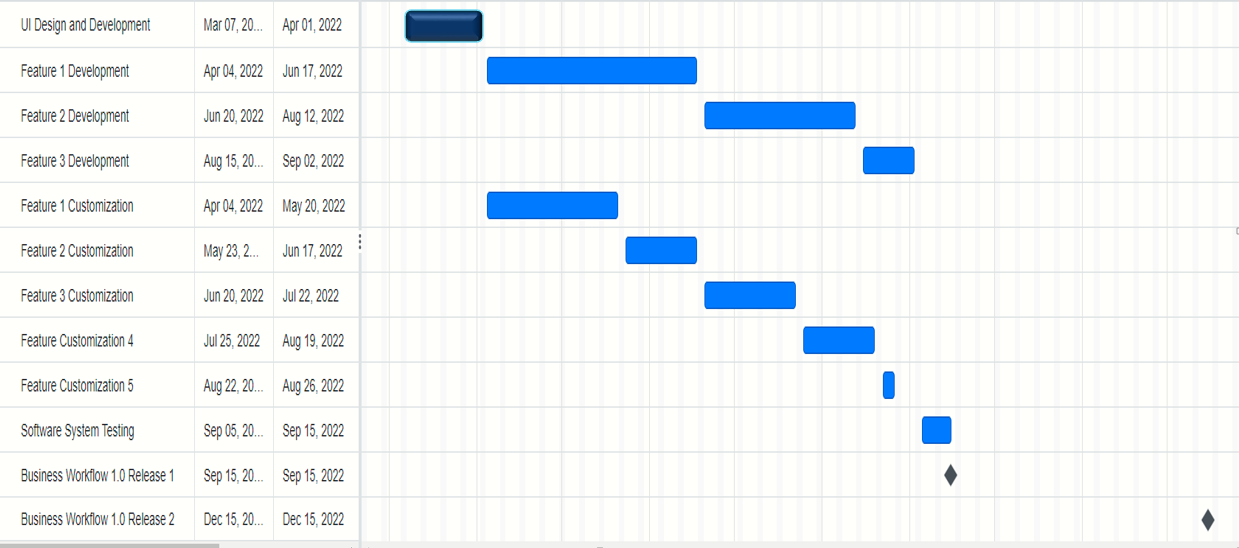 UI Design and Development Mar 07, 20... Apr 01, 2022
Feature 1 Development Apr 04, 2022 Jun 17, 2022
Feature 2 Development Jun 20, 2022 Aug 12, 2022
Feature 3 Development Aug 15, 20... Sep 02, 2022
Feature 1 Customization Apr 04, 2022 May 20, 2022
Feature 2 Customization May 23, 2... Jun 17, 2022
Feature 3 Customization Jun 20, 2022 Jul 22, 2022
Feature Customization 4 Jul 25, 2022 Aug 19, 2022
Feature Customization 5 Aug 22, 20... Aug 26, 2022
Software System Testing Sep 05, 20... Sep 15, 2022
Business Workflow 1.0 Release 1 Sep 15, 20... Sep 15, 2022
Business Workflow 1.0 Release 2 Dec 15, 20... Dec 15, 2022